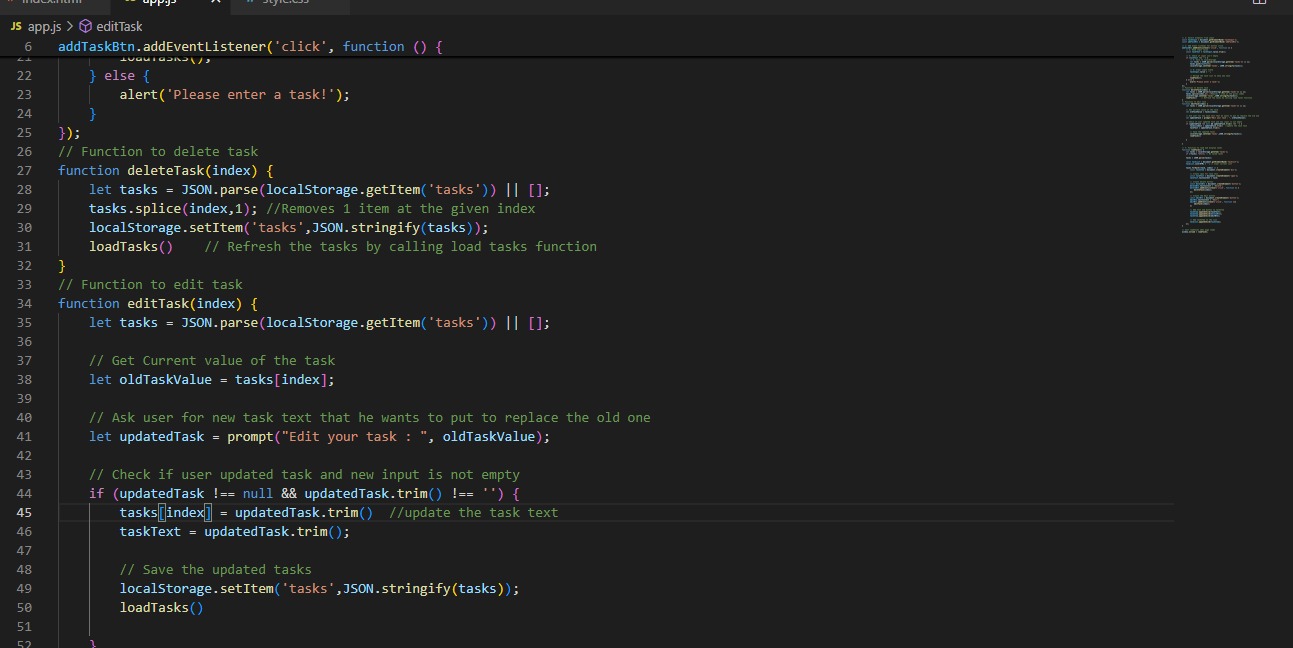 index.html app.js style.css
JS app.js > editTask
6 addTaskBtn.addEventListener('click', function () {
21 loadTasks();
22 } else {
23 alert('Please enter a task!');
24 }
25 });
26 // Function to delete task
27 function deleteTask(index) {
28 let tasks = JSON.parse(localStorage.getItem('tasks')) || [];
29 tasks.splice(index,1); //Removes 1 item at the given index
30 localStorage.setItem('tasks',JSON.stringify(tasks));
31 loadTasks() // Refresh the tasks by calling load tasks function
32 }
33 // Function to edit task
34 function editTask(index) {
35 let tasks = JSON.parse(localStorage.getItem('tasks')) || [];
36
37 // Get Current value of the task
38 let oldTaskValue = tasks[index];
39
40 // Ask user for new task text that he wants to put to replace the old one
41 let updatedTask = prompt("Edit your task : ", oldTaskValue);
42
43 // Check if user updated task and new input is not empty
44 if (updatedTask !== null && updatedTask.trim() !== '') {
45 tasks[index] = updatedTask.trim() //update the task text
46 taskText = updatedTask.trim();
47
48 // Save the updated tasks
49 localStorage.setItem('tasks',JSON.stringify(tasks));
50 loadTasks()
51
52 }